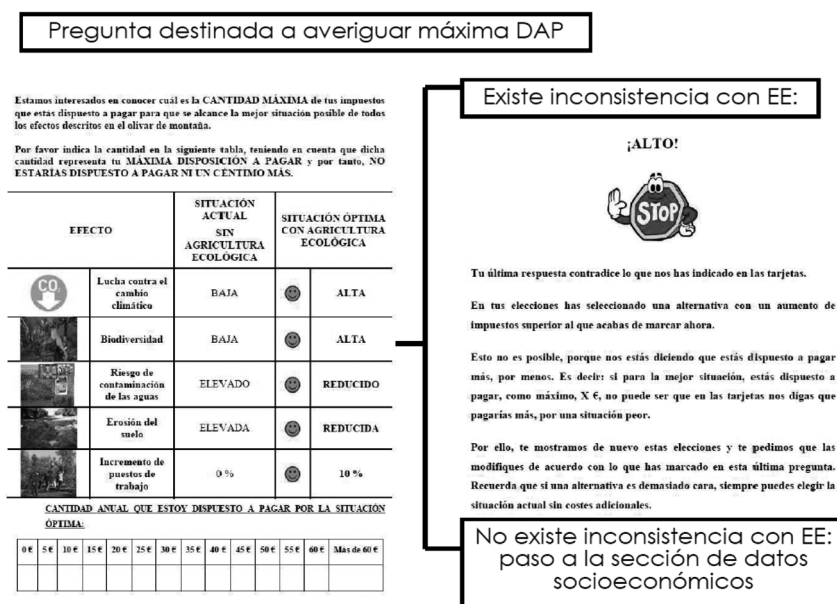 Pregunta destinada a averiguar máxima DAP
Estamos interesados en conocer cuál es la CANTIDAD MÁXIMA de tus impuestos
que estás dispuesto a pagar para que se alcance la mejor situación posible de todos
los efectos descritos en el olivar de montaña.
Por favor indica la cantidad en la siguiente tabla, teniendo en cuenta que dicha
cantidad representa tu MÁXIMA DISPOSICIÓN A PAGAR y por tanto, NO
ESTARÍAS DISPUESTO A PAGAR NI UN CÉNTIMO MÁS.
EFECTO
SITUACIÓN
ACTUAL
SIN
AGRICULTURA
ECOLÓGICA
SITUACIÓN ÓPTIMA
CON AGRICULTURA
ECOLÓGICA
CO2
Lucha contra el
cambio
climático
BAJA
ALTA
Biodiversidad
BAJA
ALTA
Riesgo de
contaminación
de las aguas
ELEVADO
REDUCIDO
Erosión del
suelo
ELEVADA
REDUCIDA
Incremento de
puestos de
trabajo
0 %
10 %
CANTIDAD ANUAL QUE ESTOY DISPUESTO A PAGAR POR LA SITUACIÓN
ÓPTIMA:
0 € 5 € 10 € 15 € 20 € 25 € 30 € 35 € 40 € 45 € 50 € 55 € 60 € Más de 60 €
Existe inconsistencia con EE:
¡ALTO!
STOP
Tu última respuesta contradice lo que nos has indicado en las tarjetas.
En tus elecciones has seleccionado una alternativa con un aumento de
impuestos superior al que acabas de marcar ahora.
Esto no es posible, porque nos estás diciendo que estás dispuesto a pagar
más, por menos. Es decir: si para la mejor situación, estás dispuesto a
pagar, como máximo, X €, no puede ser que en las tarjetas nos digas que
pagarías más, por una situación peor.
Por ello, te mostramos de nuevo estas elecciones y te pedimos que las
modifiques de acuerdo con lo que has marcado en esta última pregunta.
Recuerda que si una alternativa es demasiado cara, siempre puedes elegir la
situación actual sin costes adicionales.
No existe inconsistencia con EE:
paso a la sección de datos
socioeconómicos